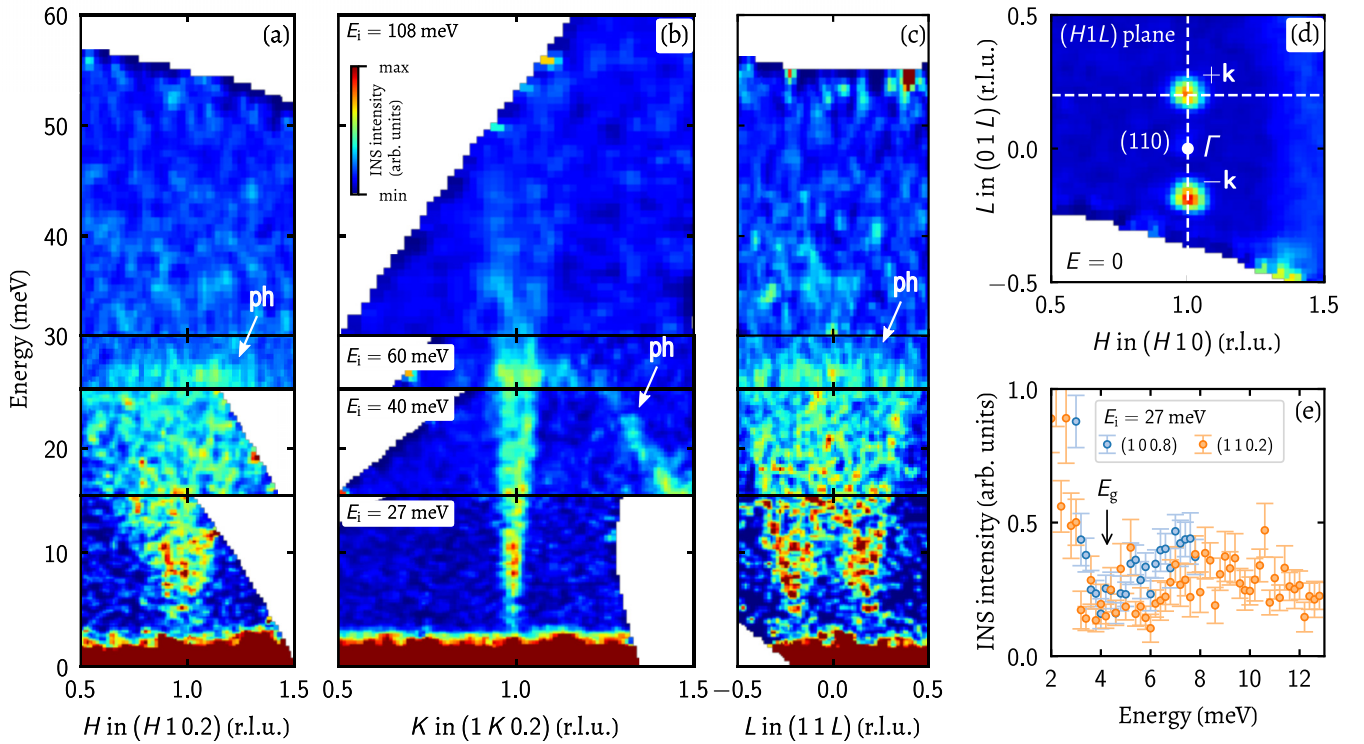 (a)
(b)
(c)
(d)
(e)
60
50
40
30
30
20
10
0
Energy (meV)
E_i = 108 meV
max
min
INS intensity
(arb. units)
E_i = 60 meV
E_i = 40 meV
E_i = 27 meV
ph
ph
ph
0.5
1.0
1.5
H in (H 1 0.2) (r.l.u.)
0.5
1.0
1.5
K in (1 K 0.2) (r.l.u.)
−0.5
0.0
0.5
L in (1 1 L) (r.l.u.)
(H1L) plane
+k
(110)
Γ
−k
E = 0
0.5
0.0
−0.5
L in (0 1 L) (r.l.u.)
0.5
1.0
1.5
H in (H 1 0) (r.l.u.)
E_i = 27 meV
(1 0 0.8)
(1 1 0.2)
E_g
1.0
0.5
0.0
INS intensity (arb. units)
2
4
6
8
10
12
Energy (meV)